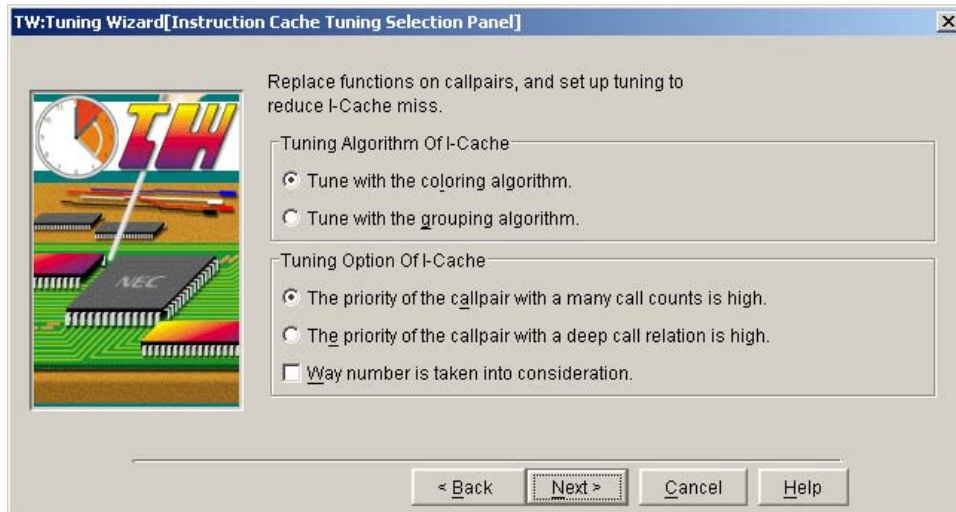 TW:Tuning Wizard[Instruction Cache Tuning Selection Panel]
TW
NEC
Replace functions on callpairs, and set up tuning to
reduce I-Cache miss.
Tuning Algorithm Of I-Cache
Tune with the coloring algorithm.
Tune with the grouping algorithm.
Tuning Option Of I-Cache
The priority of the callpair with a many call counts is high.
The priority of the callpair with a deep call relation is high.
Way number is taken into consideration.
< Back
Next >
Cancel
Help